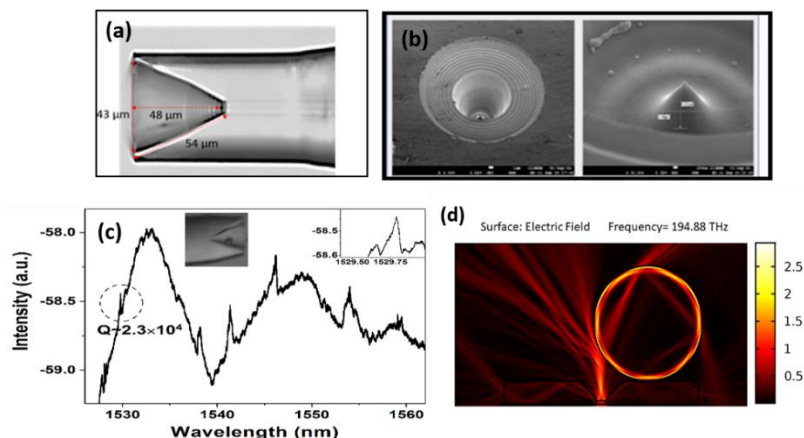 (a)
43 μm
48 μm
54 μm
(b)
(c)
-58.0
-58.5
-59.0
Intensity (a.u.)
Q~2.3×10⁴
-58.5
-58.6
1529.50 1529.75
1530 1540 1550 1560
Wavelength (nm)
(d)
Surface: Electric Field Frequency= 194.88 THz
2.5
2
1.5
1
0.5